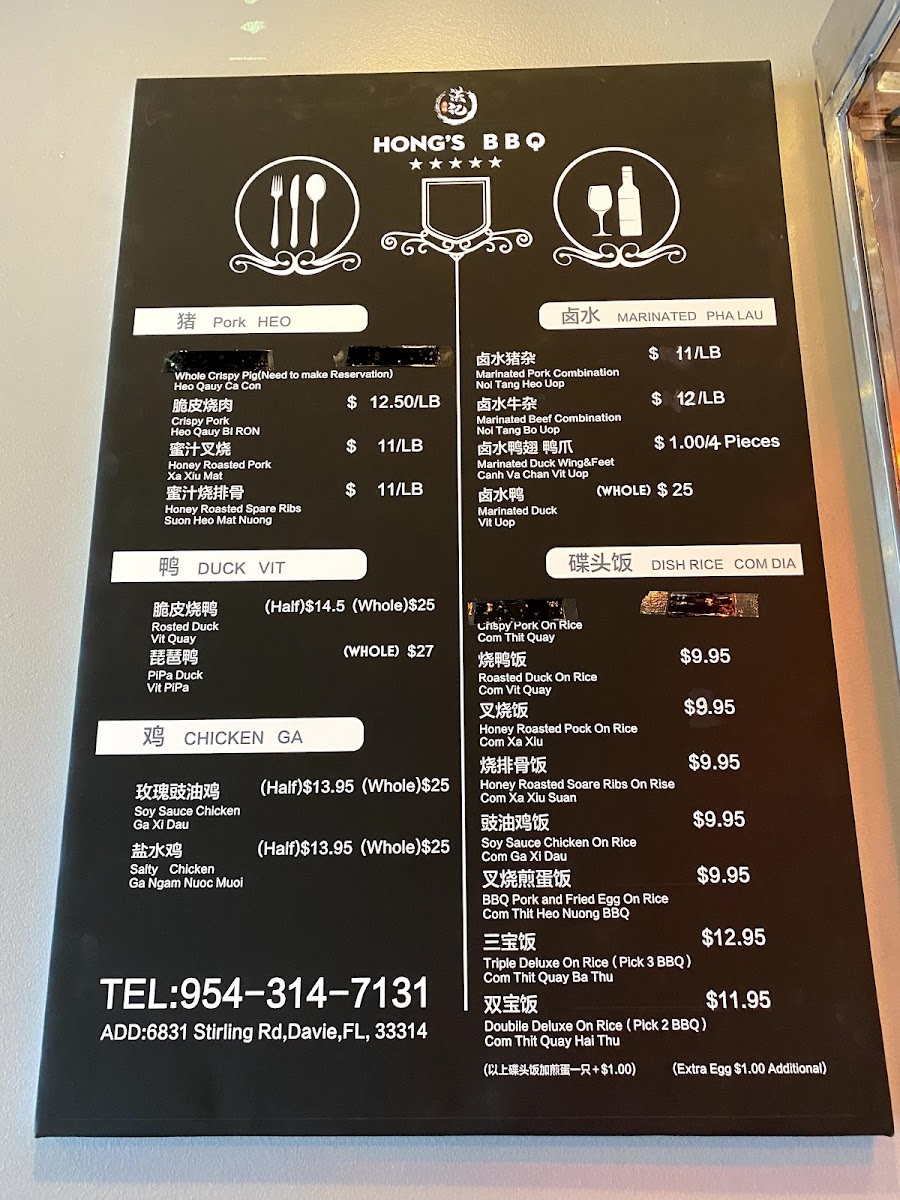 洪记
HONG'S BBQ
猪 Pork HEO
Whole Crispy Pig(Need to make Reservation)
Heo Qauy Ca Con
脆皮烧肉 $ 12.50/LB
Crispy Pork
Heo Qauy BI RON
蜜汁叉烧 $ 11/LB
Honey Roasted Pork
Xa Xiu Mat
蜜汁烧排骨 $ 11/LB
Honey Roasted Spare Ribs
Suon Heo Mat Nuong
鸭 DUCK VIT
脆皮烧鸭 (Half)$14.5 (Whole)$25
Rosted Duck
Vit Quay
琵琶鸭 (WHOLE) $27
PiPa Duck
Vit PiPa
鸡 CHICKEN GA
玫瑰豉油鸡 (Half)$13.95 (Whole)$25
Soy Sauce Chicken
Ga Xi Dau
盐水鸡 (Half)$13.95 (Whole)$25
Salty Chicken
Ga Ngam Nuoc Muoi
TEL:954-314-7131
ADD:6831 Stirling Rd,Davie,FL, 33314
卤水 MARINATED PHA LAU
卤水猪杂 $ 11/LB
Marinated Pork Combination
Noi Tang Heo Uop
卤水牛杂 $ 12/LB
Marinated Beef Combination
Noi Tang Bo Uop
卤水鸭翅 鸭爪 $1.00/4 Pieces
Marinated Duck Wing&Feet
Canh Va Chan Vit Uop
卤水鸭 (WHOLE) $ 25
Marinated Duck
Vit Uop
碟头饭 DISH RICE COM DIA
Crispy Pork On Rice
Com Thit Quay
烧鸭饭 $9.95
Roasted Duck On Rice
Com Vit Quay
叉烧饭 $9.95
Honey Roasted Pock On Rice
Com Xa Xiu
烧排骨饭 $9.95
Honey Roasted Soare Ribs On Rise
Com Xa Xiu Suan
豉油鸡饭 $9.95
Soy Sauce Chicken On Rice
Com Ga Xi Dau
叉烧煎蛋饭 $9.95
BBQ Pork and Fried Egg On Rice
Com Thit Heo Nuong BBQ
三宝饭 $12.95
Triple Deluxe On Rice ( Pick 3 BBQ )
Com Thit Quay Ba Thu
双宝饭 $11.95
Doubile Deluxe On Rice ( Pick 2 BBQ )
Com Thit Quay Hai Thu
(以上碟头饭加煎蛋一只+$1.00) (Extra Egg $1.00 Additional)